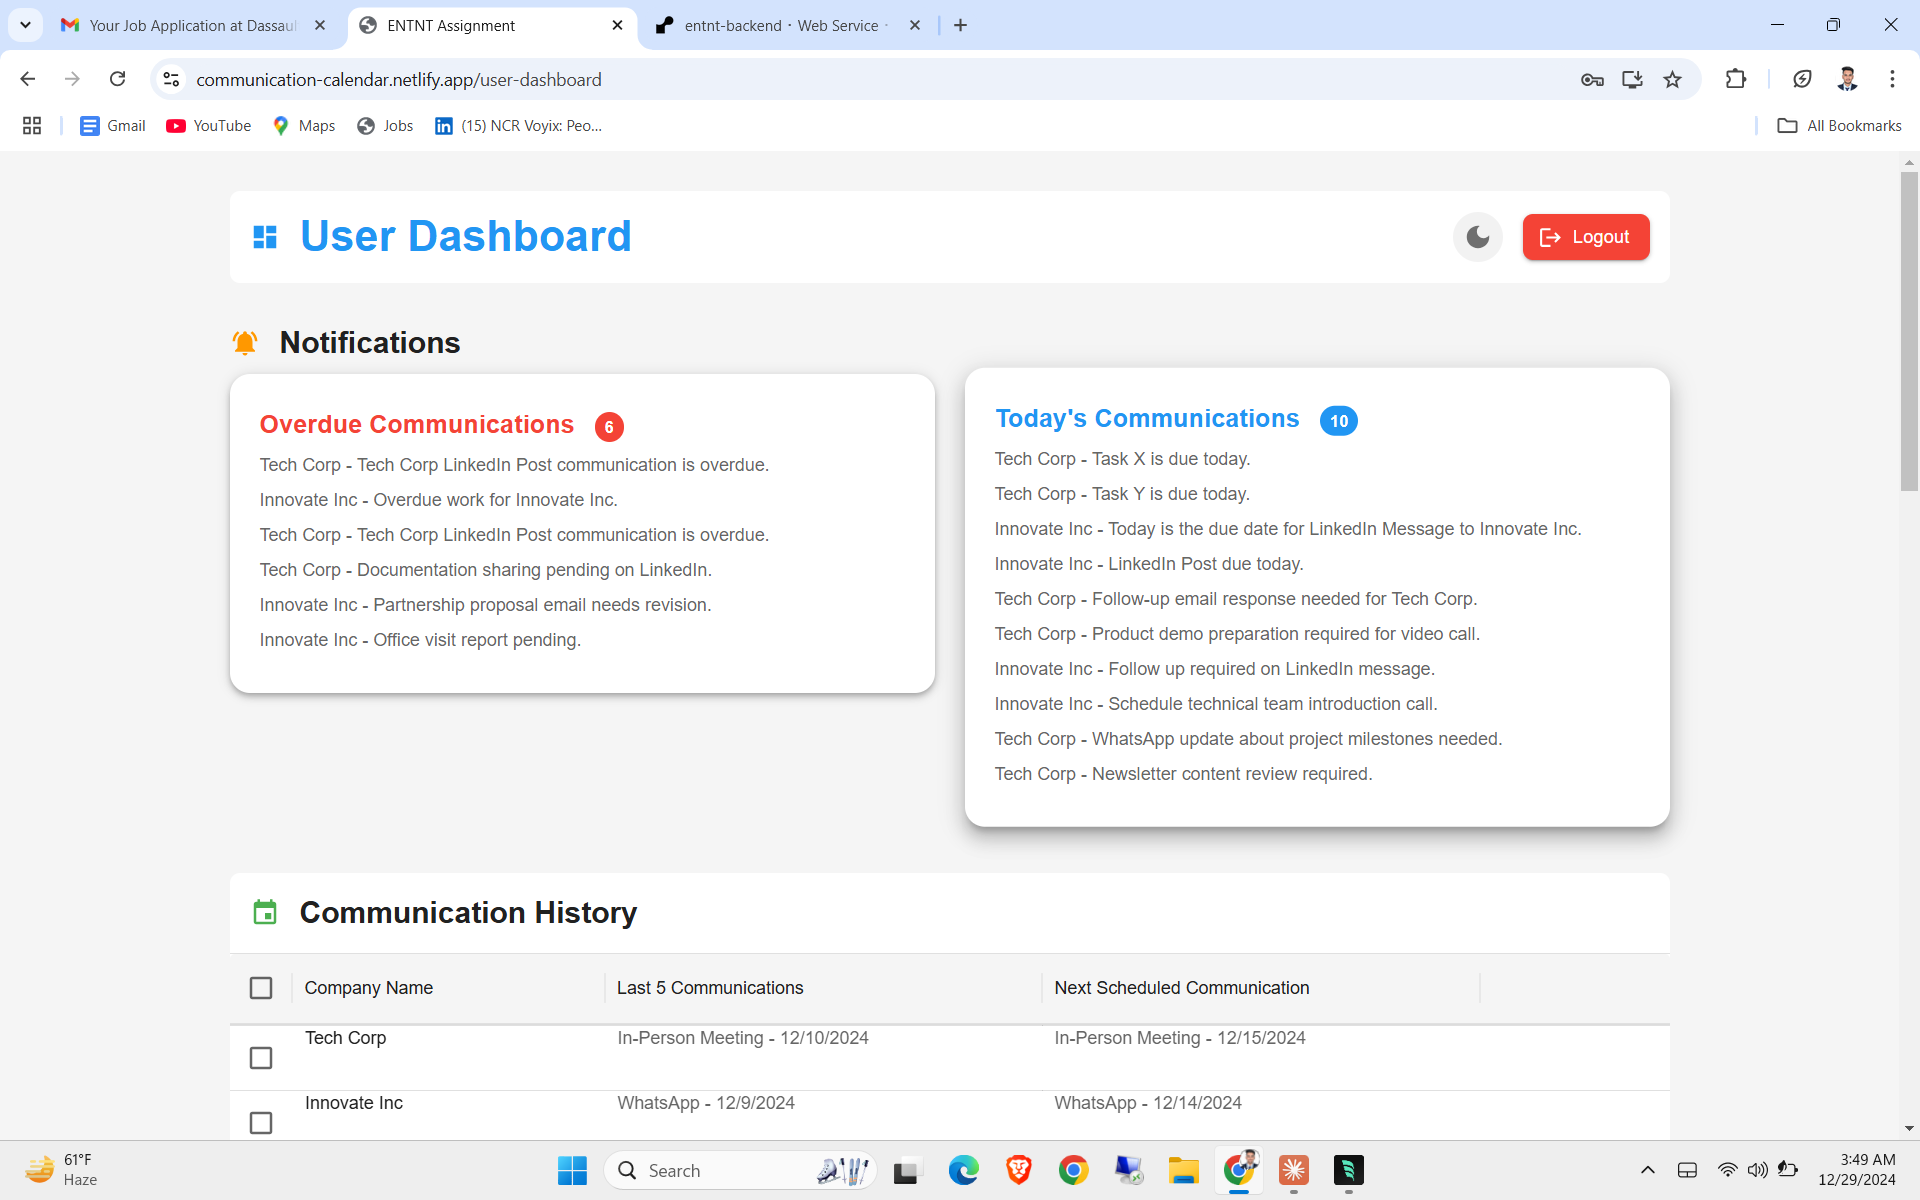 Your Job Application at Dassau
ENTNT Assignment
entnt-backend · Web Service ·
communication-calendar.netlify.app/user-dashboard
Gmail
YouTube
Maps
Jobs
(15) NCR Voyix: Peo...
All Bookmarks
User Dashboard
Logout
Notifications
Overdue Communications 6
Tech Corp - Tech Corp LinkedIn Post communication is overdue.
Innovate Inc - Overdue work for Innovate Inc.
Tech Corp - Tech Corp LinkedIn Post communication is overdue.
Tech Corp - Documentation sharing pending on LinkedIn.
Innovate Inc - Partnership proposal email needs revision.
Innovate Inc - Office visit report pending.
Today's Communications 10
Tech Corp - Task X is due today.
Tech Corp - Task Y is due today.
Innovate Inc - Today is the due date for LinkedIn Message to Innovate Inc.
Innovate Inc - LinkedIn Post due today.
Tech Corp - Follow-up email response needed for Tech Corp.
Tech Corp - Product demo preparation required for video call.
Innovate Inc - Follow up required on LinkedIn message.
Innovate Inc - Schedule technical team introduction call.
Tech Corp - WhatsApp update about project milestones needed.
Tech Corp - Newsletter content review required.
Communication History
Company Name
Last 5 Communications
Next Scheduled Communication
Tech Corp
In-Person Meeting - 12/10/2024
In-Person Meeting - 12/15/2024
Innovate Inc
WhatsApp - 12/9/2024
WhatsApp - 12/14/2024
61°F
Haze
Search
3:49 AM
12/29/2024